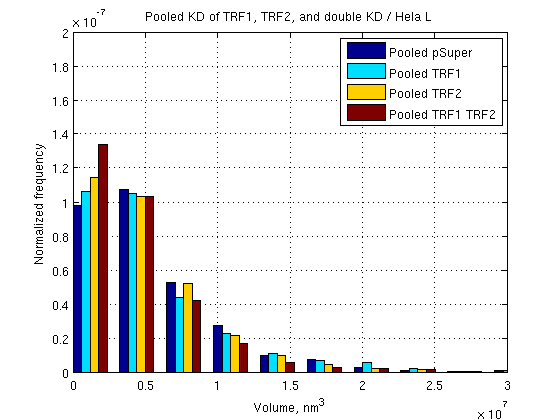 Pooled KD of TRF1, TRF2, and double KD / Hela L
× 10^-7
2
1.8
1.6
1.4
1.2
1
0.8
0.6
0.4
0.2
0
Normalized frequency
Pooled pSuper
Pooled TRF1
Pooled TRF2
Pooled TRF1 TRF2
0 0.5 1 1.5 2 2.5 3
Volume, nm^3
× 10^7